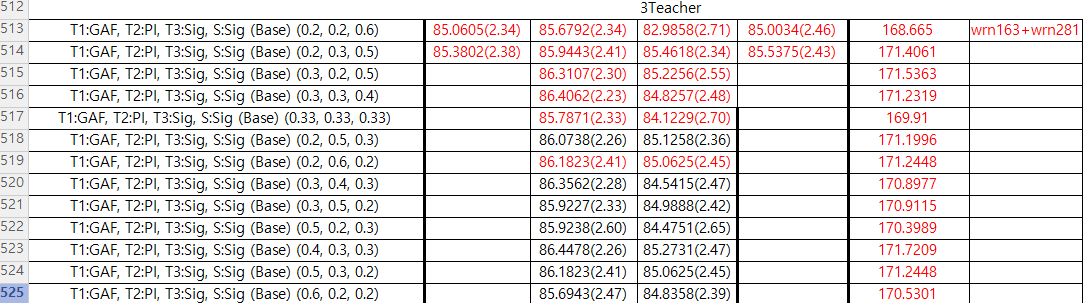 512 3Teacher
513 T1:GAF, T2:PI, T3:Sig, S:Sig (Base) (0.2, 0.2, 0.6) 85.0605(2.34) 85.6792(2.34) 82.9858(2.71) 85.0034(2.46) 168.665 wrn163+wrn281
514 T1:GAF, T2:PI, T3:Sig, S:Sig (Base) (0.2, 0.3, 0.5) 85.3802(2.38) 85.9443(2.41) 85.4618(2.34) 85.5375(2.43) 171.4061
515 T1:GAF, T2:PI, T3:Sig, S:Sig (Base) (0.3, 0.2, 0.5) 86.3107(2.30) 85.2256(2.55) 171.5363
516 T1:GAF, T2:PI, T3:Sig, S:Sig (Base) (0.3, 0.3, 0.4) 86.4062(2.23) 84.8257(2.48) 171.2319
517 T1:GAF, T2:PI, T3:Sig, S:Sig (Base) (0.33, 0.33, 0.33) 85.7871(2.33) 84.1229(2.70) 169.91
518 T1:GAF, T2:PI, T3:Sig, S:Sig (Base) (0.2, 0.5, 0.3) 86.0738(2.26) 85.1258(2.36) 171.1996
519 T1:GAF, T2:PI, T3:Sig, S:Sig (Base) (0.2, 0.6, 0.2) 86.1823(2.41) 85.0625(2.45) 171.2448
520 T1:GAF, T2:PI, T3:Sig, S:Sig (Base) (0.3, 0.4, 0.3) 86.3562(2.28) 84.5415(2.47) 170.8977
521 T1:GAF, T2:PI, T3:Sig, S:Sig (Base) (0.3, 0.5, 0.2) 85.9227(2.33) 84.9888(2.42) 170.9115
522 T1:GAF, T2:PI, T3:Sig, S:Sig (Base) (0.5, 0.2, 0.3) 85.9238(2.60) 84.4751(2.65) 170.3989
523 T1:GAF, T2:PI, T3:Sig, S:Sig (Base) (0.4, 0.3, 0.3) 86.4478(2.26) 85.2731(2.47) 171.7209
524 T1:GAF, T2:PI, T3:Sig, S:Sig (Base) (0.5, 0.3, 0.2) 86.1823(2.41) 85.0625(2.45) 171.2448
525 T1:GAF, T2:PI, T3:Sig, S:Sig (Base) (0.6, 0.2, 0.2) 85.6943(2.47) 84.8358(2.39) 170.5301